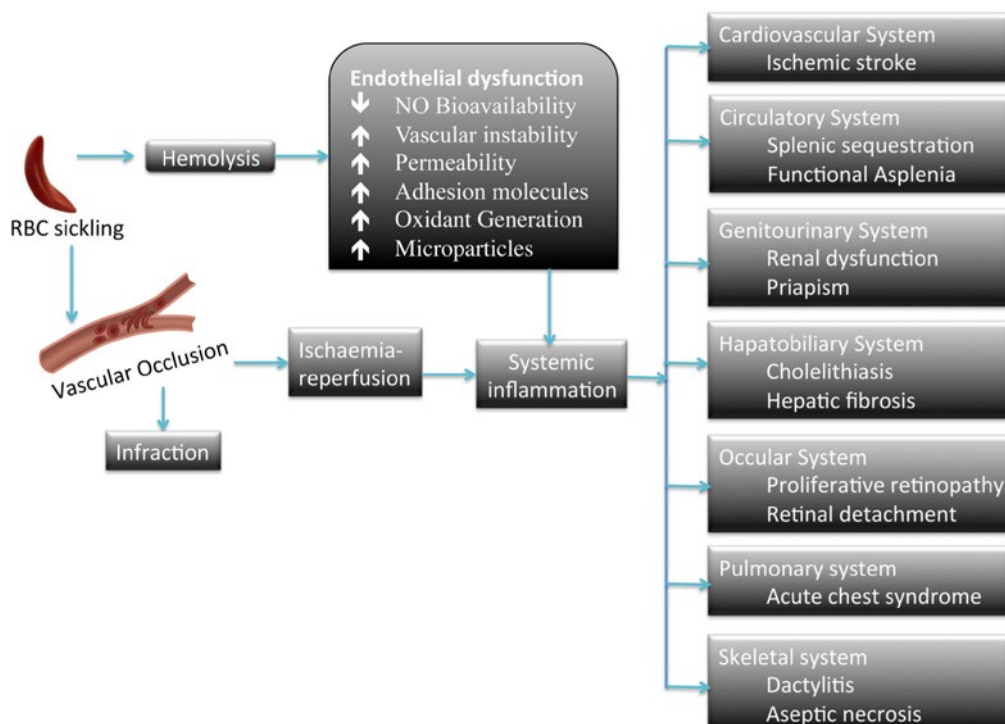 RBC sickling
Hemolysis
Endothelial dysfunction
NO Bioavailability
Vascular instability
Permeability
Adhesion molecules
Oxidant Generation
Microparticles
Vascular Occlusion
Infraction
Ischaemia-
reperfusion
Systemic
inflammation
Cardiovascular System
Ischemic stroke
Circulatory System
Splenic sequestration
Functional Asplenia
Genitourinary System
Renal dysfunction
Priapism
Hapatobiliary System
Cholelithiasis
Hepatic fibrosis
Occular System
Proliferative retinopathy
Retinal detachment
Pulmonary system
Acute chest syndrome
Skeletal system
Dactylitis
Aseptic necrosis